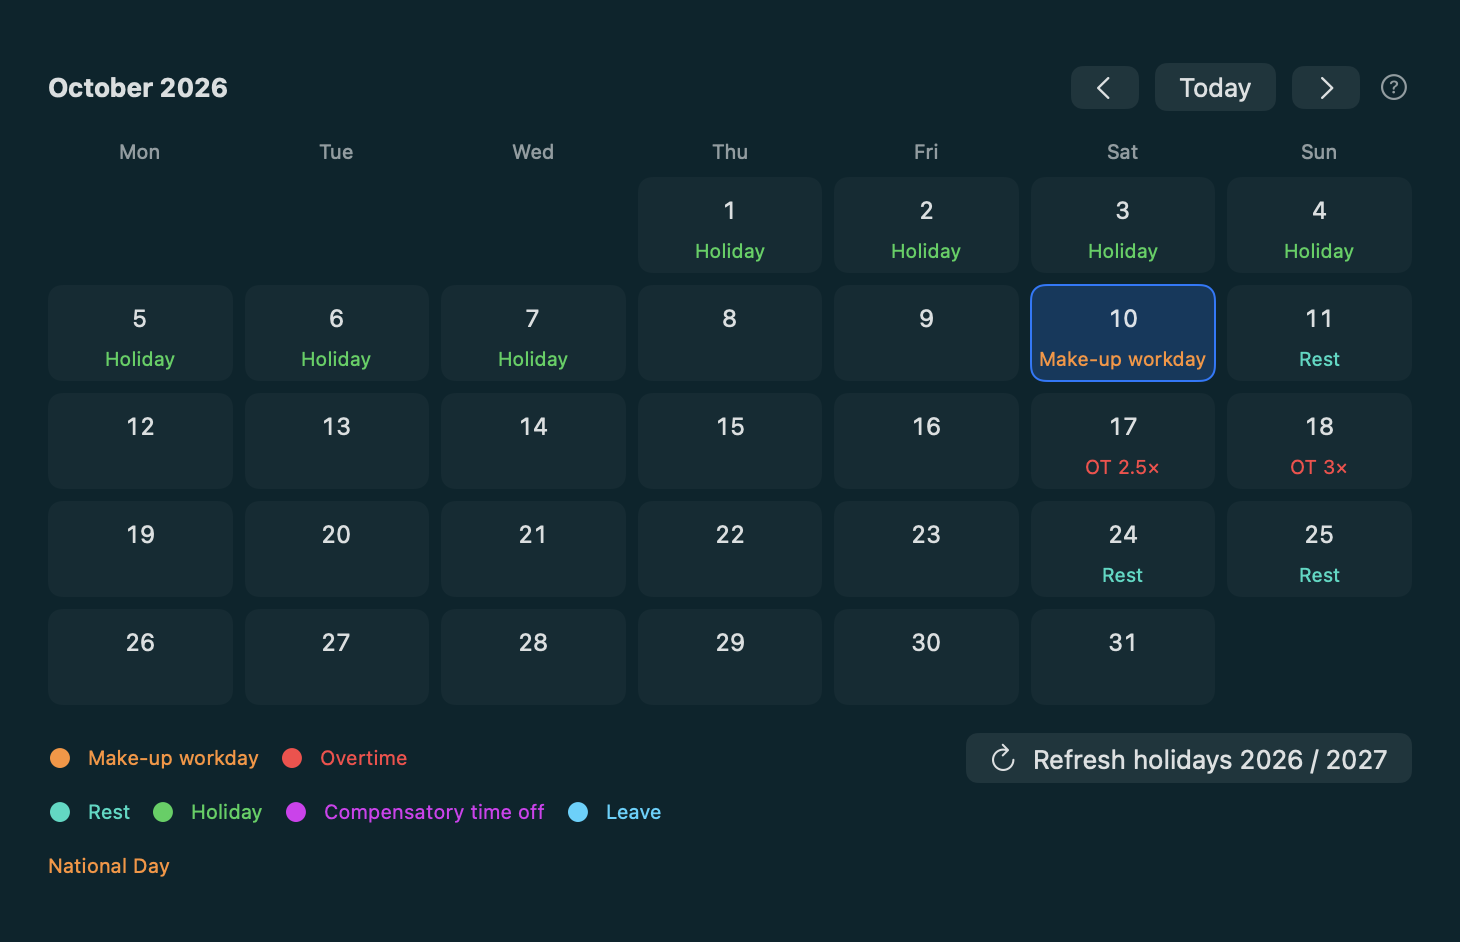 October 2026
Today
?
Mon Tue Wed Thu Fri Sat Sun
1 2 3 4
Holiday Holiday Holiday Holiday
5 6 7 8 9 10 11
Holiday Holiday Holiday Make-up workday Rest
12 13 14 15 16 17 18
OT 2.5× OT 3×
19 20 21 22 23 24 25
Rest Rest
26 27 28 29 30 31
Make-up workday Overtime
Refresh holidays 2026 / 2027
Rest Holiday Compensatory time off Leave
National Day